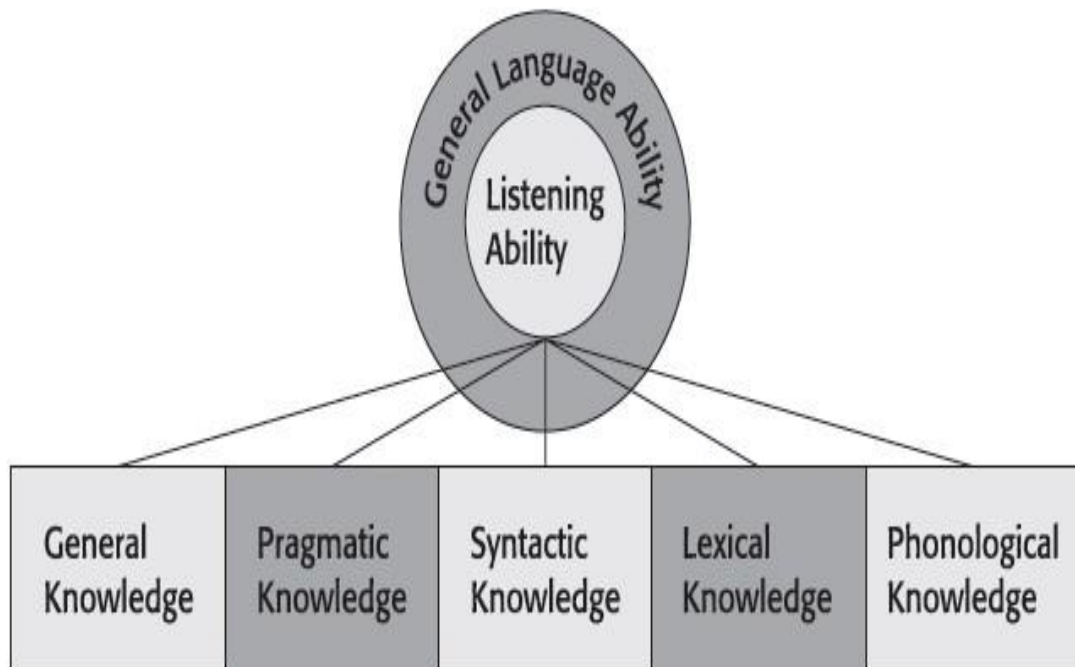 General Language Ability
Listening
Ability
General
Knowledge
Pragmatic
Knowledge
Syntactic
Knowledge
Lexical
Knowledge
Phonological
Knowledge